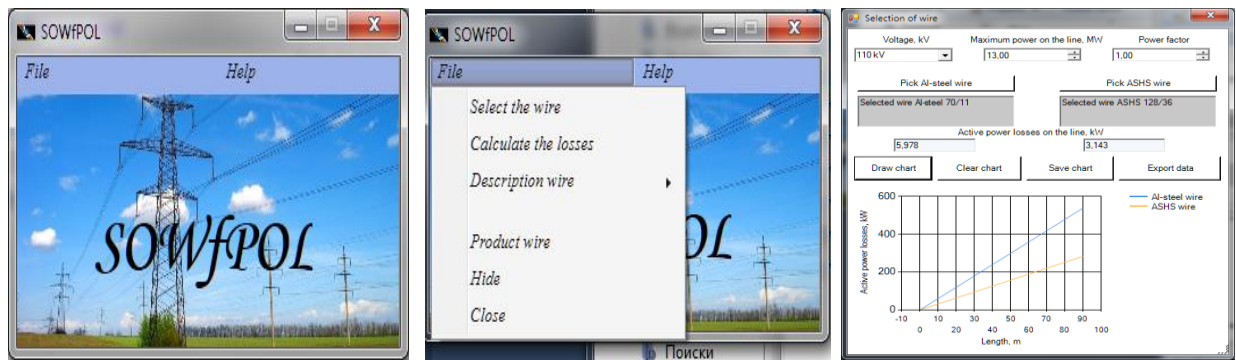 SOWfPOL
File Help
SOWfPOL
SOWfPOL
File Help
Select the wire
Calculate the losses
Description wire
Product wire
Hide
Close
POL
Поиски
Selection of wire
Voltage, kV Maximum power on the line, MW Power factor
110 kV 13,00 1,00
Pick Al-steel wire Pick ASHS wire
Selected wire Al-steel 70/11 Selected wire ASHS 128/36
Active power losses on the line, kW
5,978 3,143
Draw chart Clear chart Save chart Export data
Active power losses, kW
600
400
200
0
-10 10 30 50 70 90
0 20 40 60 80 100
Length, m
Al-steel wire
ASHS wire